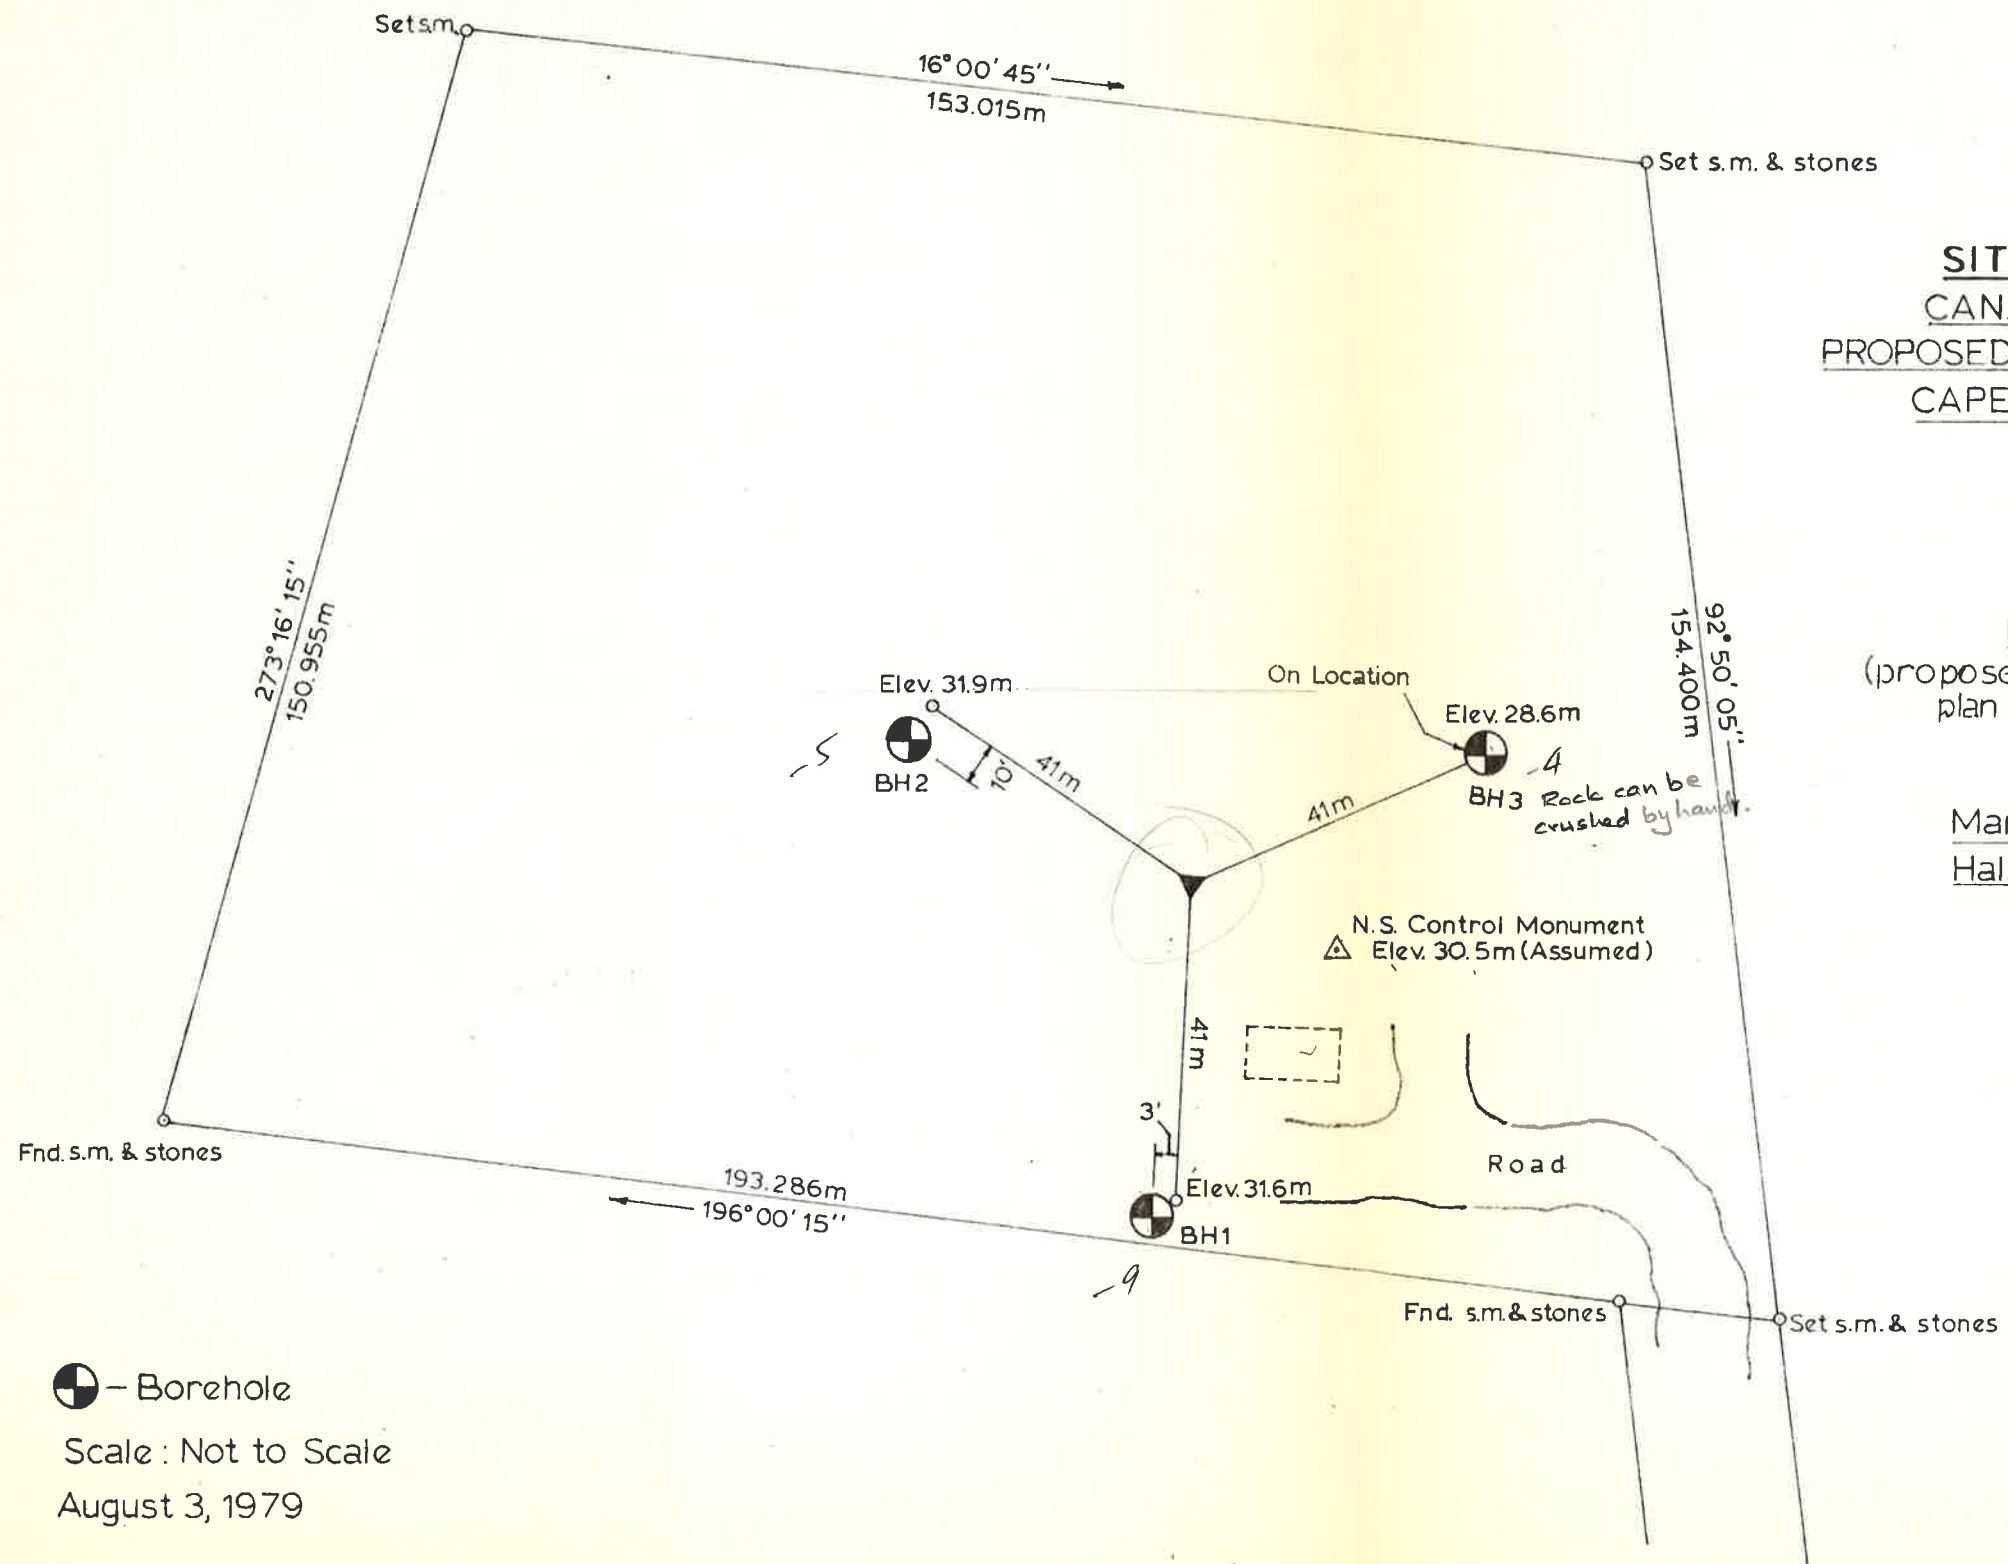 Set s.m.
16°00'45"
153.015m
Set s.m. & stones
SIT
CAN
PROPOSED
CAPE
273°16'15"
150.955m
92°50'05"
154.400m
(propose
plan
On Location
Elev. 31.9m
Elev. 28.6m
-5
BH2
10'
41m
41m
-4
BH3 Rock can be
crushed by hand.
Mar
Hal
N.S. Control Monument
Elev. 30.5m (Assumed)
41m
3'
Fnd. s.m. & stones
Road
193.286m
196°00'15"
Elev. 31.6m
BH1
-9
Fnd. s.m. & stones
Set s.m. & stones
- Borehole
Scale : Not to Scale
August 3, 1979